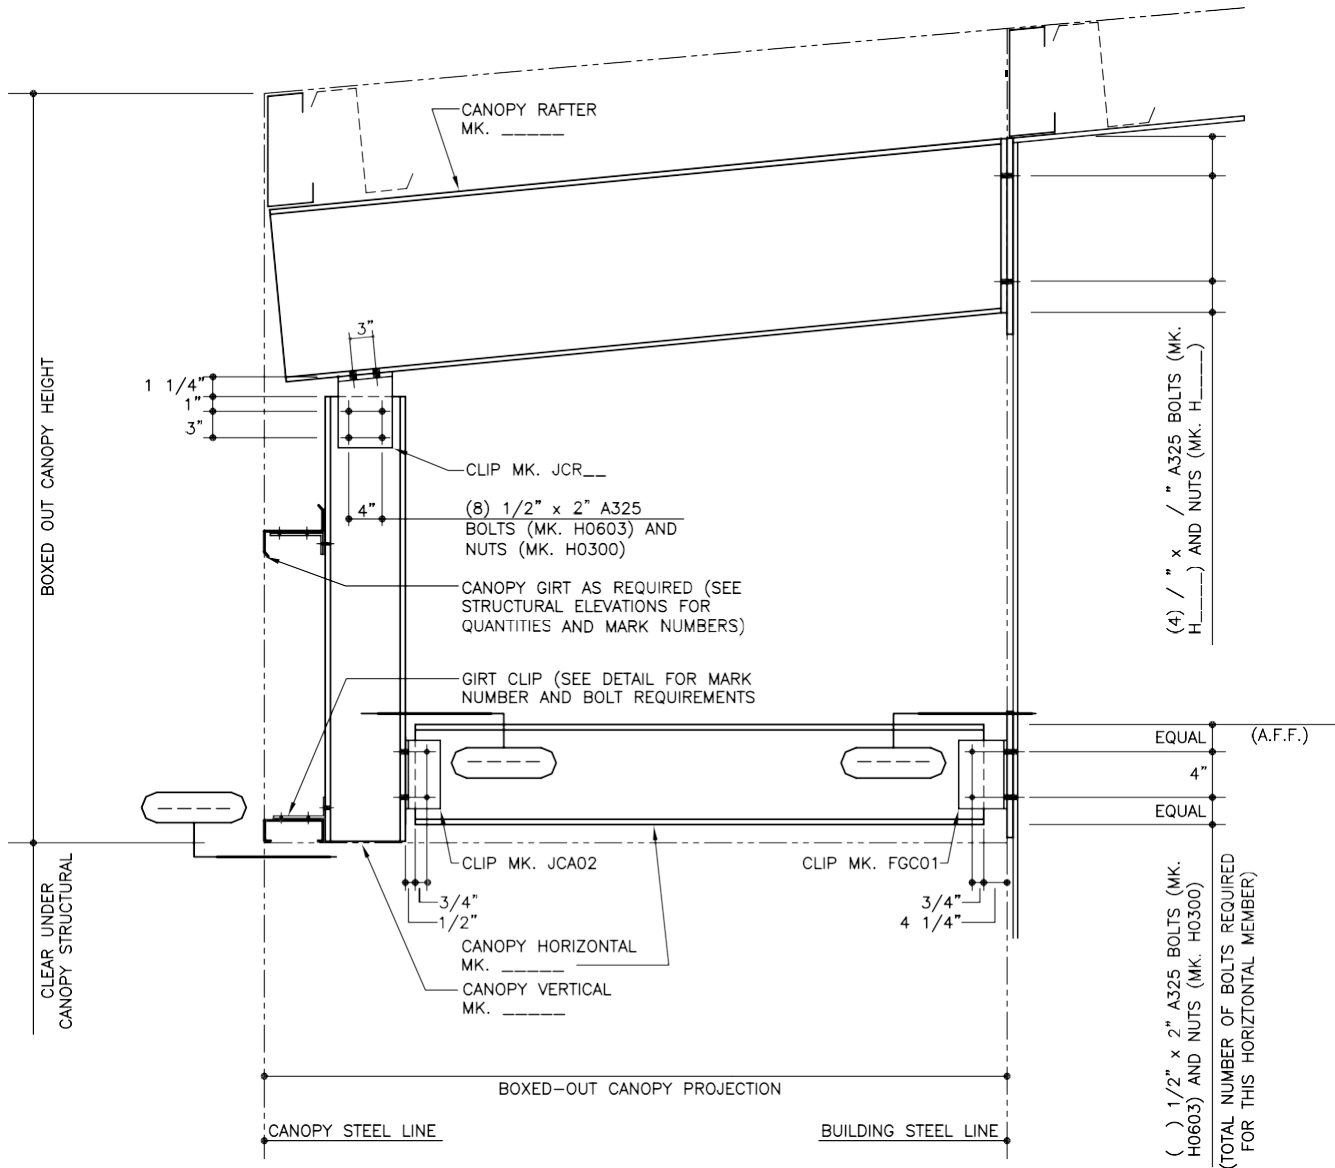 CANOPY RAFTER
MK. _____
3"
1 1/4"
1"
3"
BOXED OUT CANOPY HEIGHT
CLIP MK. JCR__
4"
(8) 1/2" x 2" A325
BOLTS (MK. H0603) AND
NUTS (MK. H0300)
CANOPY GIRT AS REQUIRED (SEE
STRUCTURAL ELEVATIONS FOR
QUANTITIES AND MARK NUMBERS)
(4) / " x / " A325 BOLTS (MK.
H____) AND NUTS (MK. H____)
GIRT CLIP (SEE DETAIL FOR MARK
NUMBER AND BOLT REQUIREMENTS
EQUAL
(A.F.F.)
4"
EQUAL
CLIP MK. JCA02
CLIP MK. FGC01
3/4"
1/2"
3/4"
4 1/4"
CLEAR UNDER
CANOPY STRUCTURAL
CANOPY HORIZONTAL
MK. _____
CANOPY VERTICAL
MK. _____
( ) 1/2" x 2" A325 BOLTS (MK.
H0603) AND NUTS (MK. H0300)
(TOTAL NUMBER OF BOLTS REQUIRED
FOR THIS HORIZTONTAL MEMBER)
BOXED-OUT CANOPY PROJECTION
CANOPY STEEL LINE
BUILDING STEEL LINE